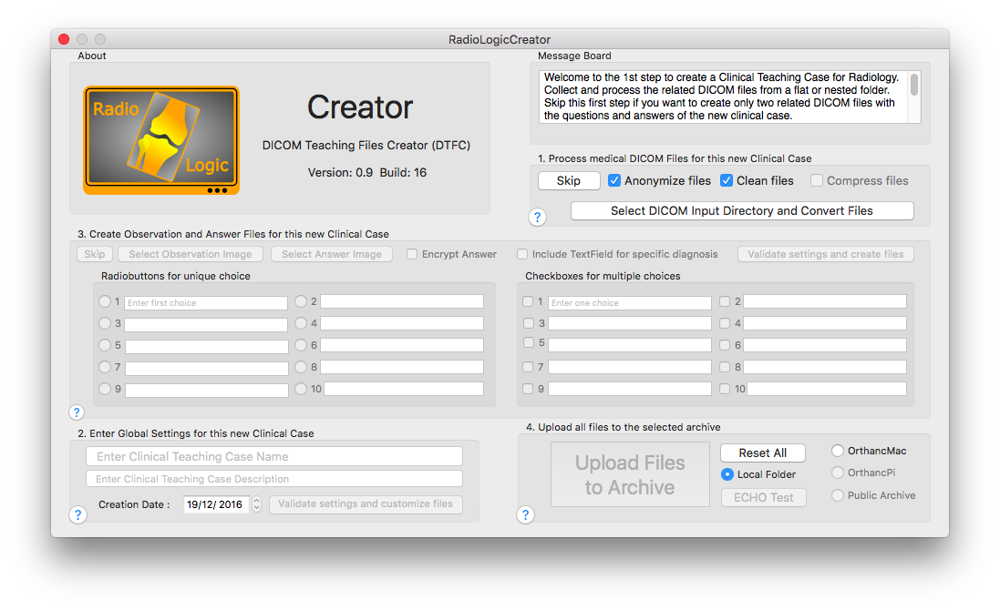 RadioLogicCreator
About
Radio
Logic
Creator
DICOM Teaching Files Creator (DTFC)
Version: 0.9 Build: 16
Message Board
Welcome to the 1st step to create a Clinical Teaching Case for Radiology.
Collect and process the related DICOM files from a flat or nested folder.
Skip this first step if you want to create only two related DICOM files with
the questions and answers of the new clinical case.
1. Process medical DICOM Files for this new Clinical Case
Skip Anonymize files Clean files Compress files
? Select DICOM Input Directory and Convert Files
3. Create Observation and Answer Files for this new Clinical Case
Skip Select Observation Image Select Answer Image Encrypt Answer Include TextField for specific diagnosis Validate settings and create files
Radiobuttons for unique choice
1 Enter first choice 2
3 4
5 6
7 8
9 10
?
Checkboxes for multiple choices
1 Enter one choice 2
3 4
5 6
7 8
9 10
2. Enter Global Settings for this new Clinical Case
Enter Clinical Teaching Case Name
Enter Clinical Teaching Case Description
Creation Date : 19/12/ 2016 Validate settings and customize files
?
4. Upload all files to the selected archive
Upload Files
to Archive
Reset All OrthancMac
Local Folder OrthancPi
ECHO Test Public Archive
?